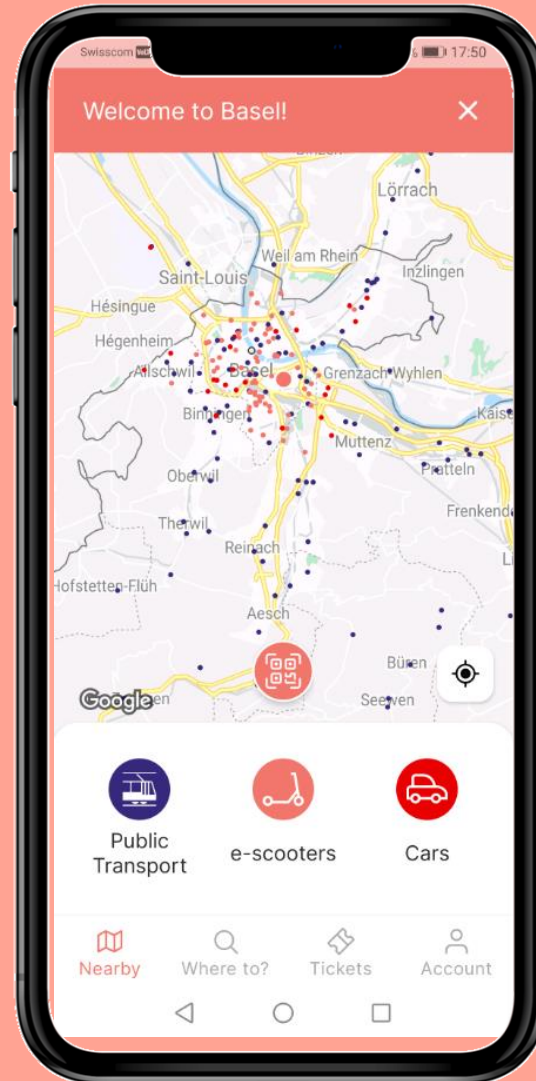 Swisscom
17:50
Welcome to Basel!
Lörrach
Weil am Rhein
Inzlingen
Saint-Louis
Hésingue
Hégenheim
Allschwil
Basel
Grenzach-Wyhlen
Binningen
Muttenz
Pratteln
Oberwil
Frenkend
Therwil
Reinach
Hofstetten-Flüh
Aesch
Büren
Google
Seewen
Public
Transport
e-scooters
Cars
Nearby
Where to?
Tickets
Account